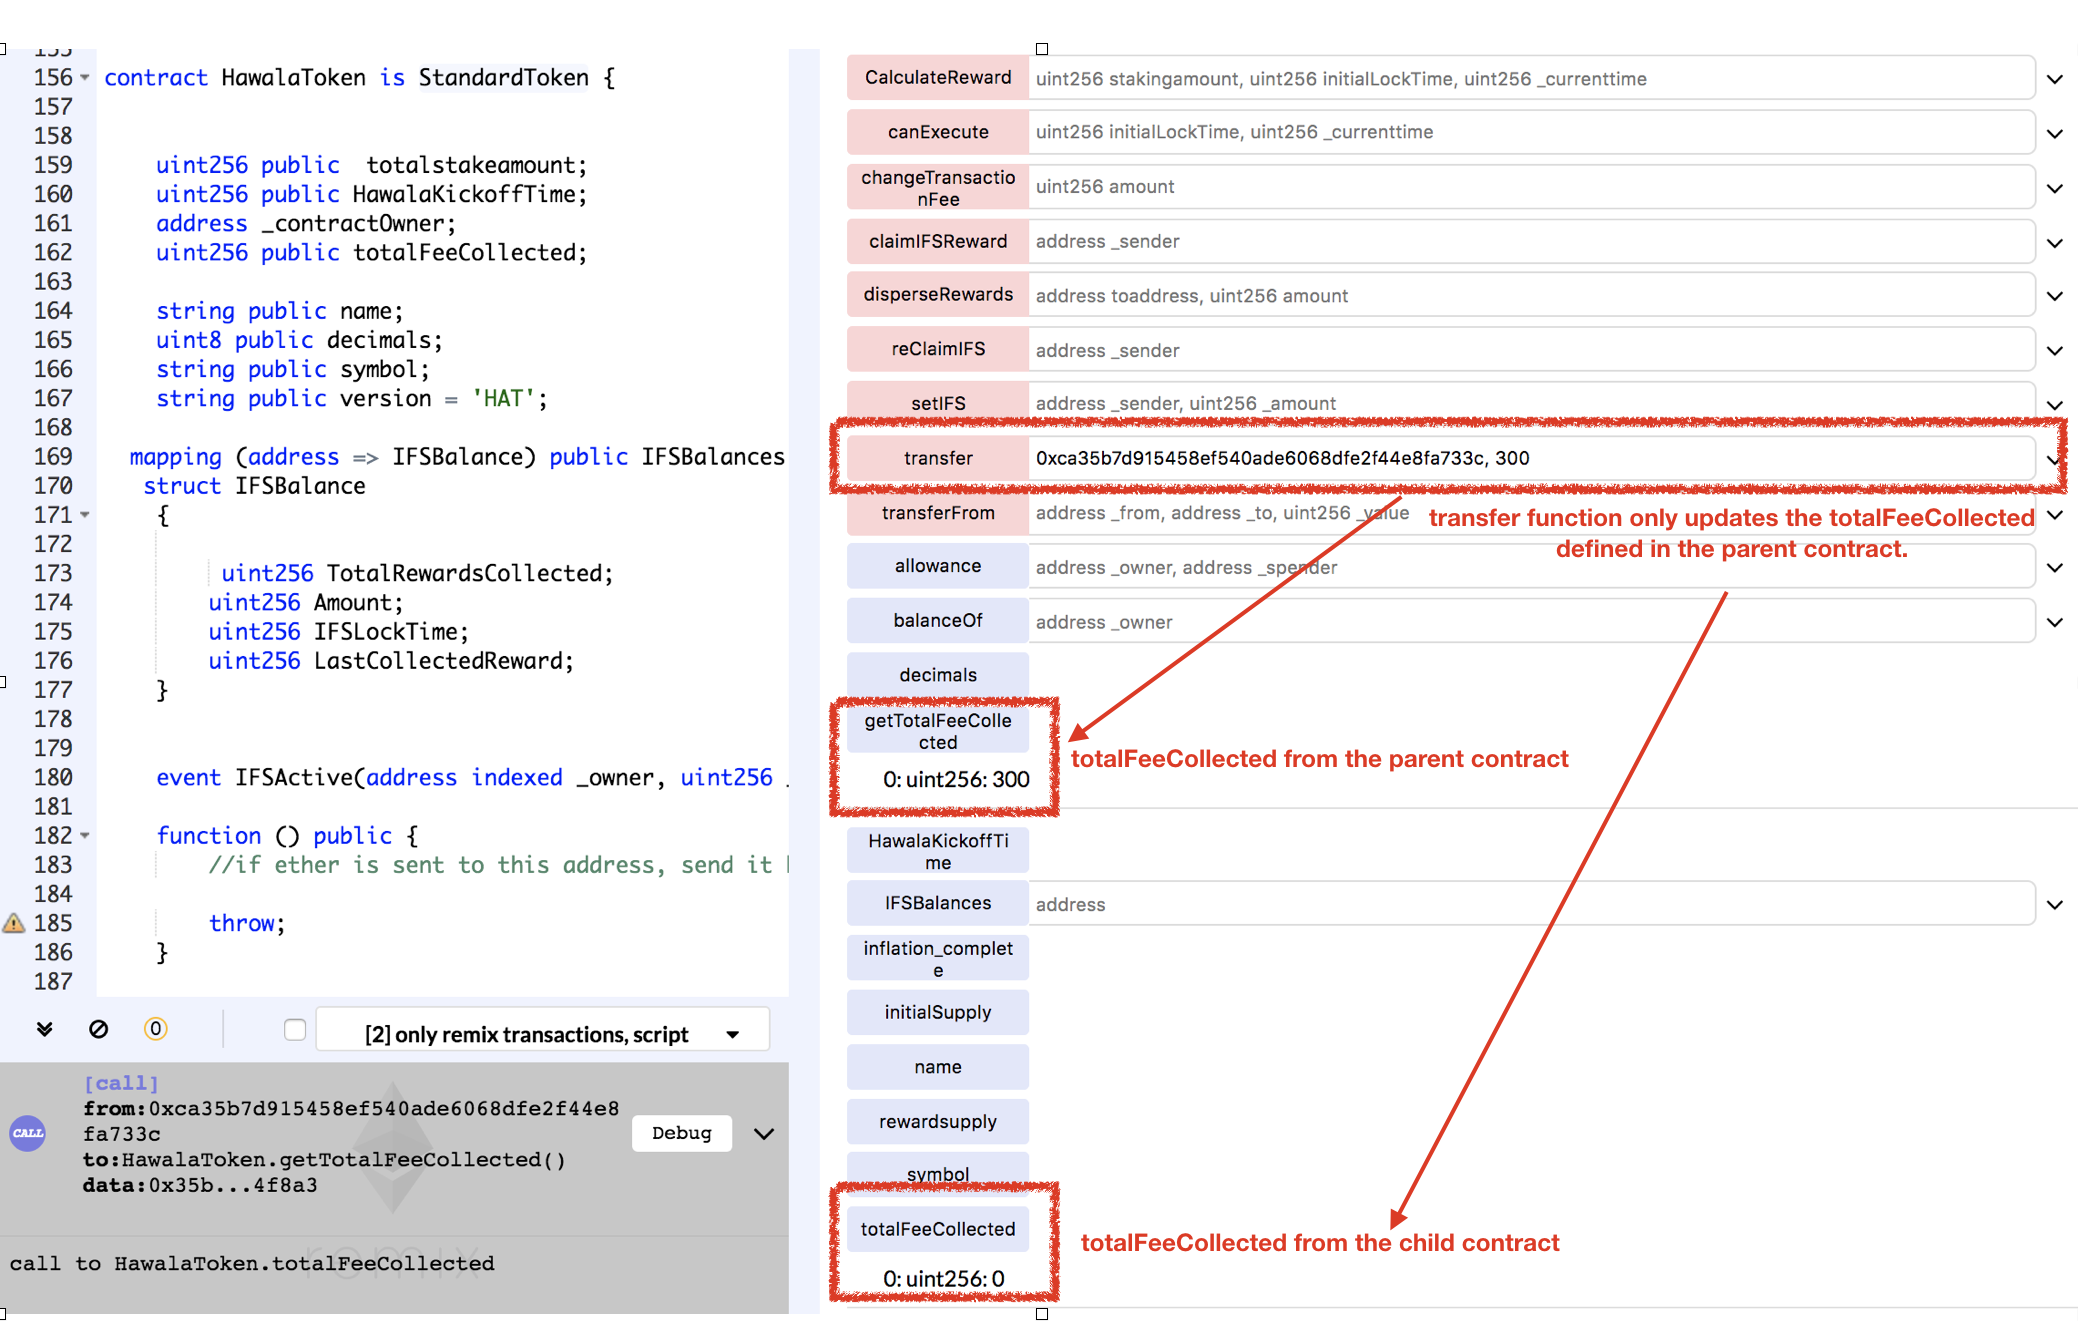 156 contract HawalaToken is StandardToken {
157
158
159 uint256 public totalstakeamount;
160 uint256 public HawalaKickoffTime;
161 address _contractOwner;
162 uint256 public totalFeeCollected;
163
164 string public name;
165 uint8 public decimals;
166 string public symbol;
167 string public version = 'HAT';
168
169 mapping (address => IFSBalance) public IFSBalances
170 struct IFSBalance
171 {
172
173 uint256 TotalRewardsCollected;
174 uint256 Amount;
175 uint256 IFSLockTime;
176 uint256 LastCollectedReward;
177 }
178
179
180 event IFSActive(address indexed _owner, uint256 _
181
182 function () public {
183 //if ether is sent to this address, send it
184
185 throw;
186 }
187
0
[2] only remix transactions, script
[call]
from:0xca35b7d915458ef540ade6068dfe2f44e8
fa733c
to:HawalaToken.getTotalFeeCollected()
data:0x35b...4f8a3
CALL
Debug
remix
call to HawalaToken.totalFeeCollected
CalculateReward uint256 stakingamount, uint256 initialLockTime, uint256 _currenttime
canExecute uint256 initialLockTime, uint256 _currenttime
changeTransactio
nFee
uint256 amount
claimIFSReward address _sender
disperseRewards address toaddress, uint256 amount
reClaimIFS address _sender
setIFS address _sender, uint256 _amount
transfer 0xca35b7d915458ef540ade6068dfe2f44e8fa733c, 300
transferFrom address _from, address _to, uint256 _value
transfer function only updates the totalFeeCollected
defined in the parent contract.
allowance address _owner, address _spender
balanceOf address _owner
decimals
getTotalFeeColle
cted
0: uint256: 300
totalFeeCollected from the parent contract
HawalaKickoffTi
me
IFSBalances address
inflation_complet
e
initialSupply
name
rewardsupply
symbol
totalFeeCollected
0: uint256: 0
totalFeeCollected from the child contract